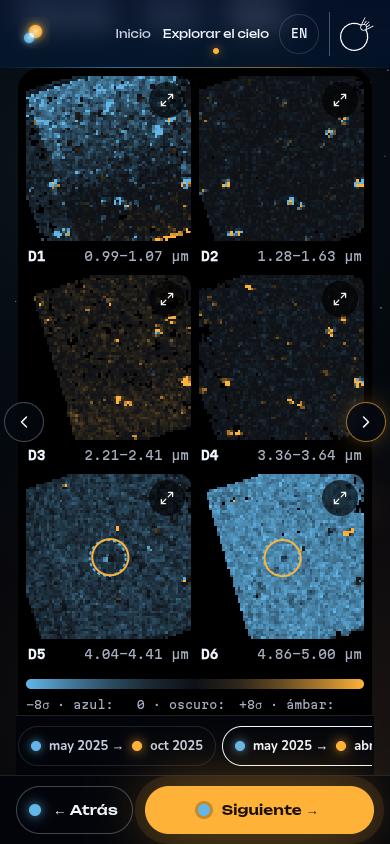 Inicio Explorar el cielo EN
D1 0.99–1.07 µm D2 1.28–1.63 µm
D3 2.21–2.41 µm D4 3.36–3.64 µm
D5 4.04–4.41 µm D6 4.86–5.00 µm
−8σ · azul: 0 · oscuro: +8σ · ámbar:
may 2025 → oct 2025 may 2025 →
← Atrás Siguiente →